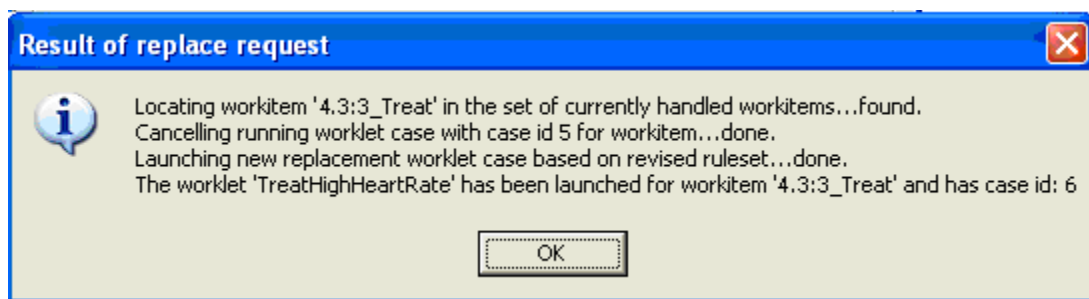 Result of replace request
Locating workitem '4.3:3_Treat' in the set of currently handled workitems...found.
Cancelling running worklet case with case id 5 for workitem...done.
Launching new replacement worklet case based on revised ruleset...done.
The worklet 'TreatHighHeartRate' has been launched for workitem '4.3:3_Treat' and has case id: 6
OK